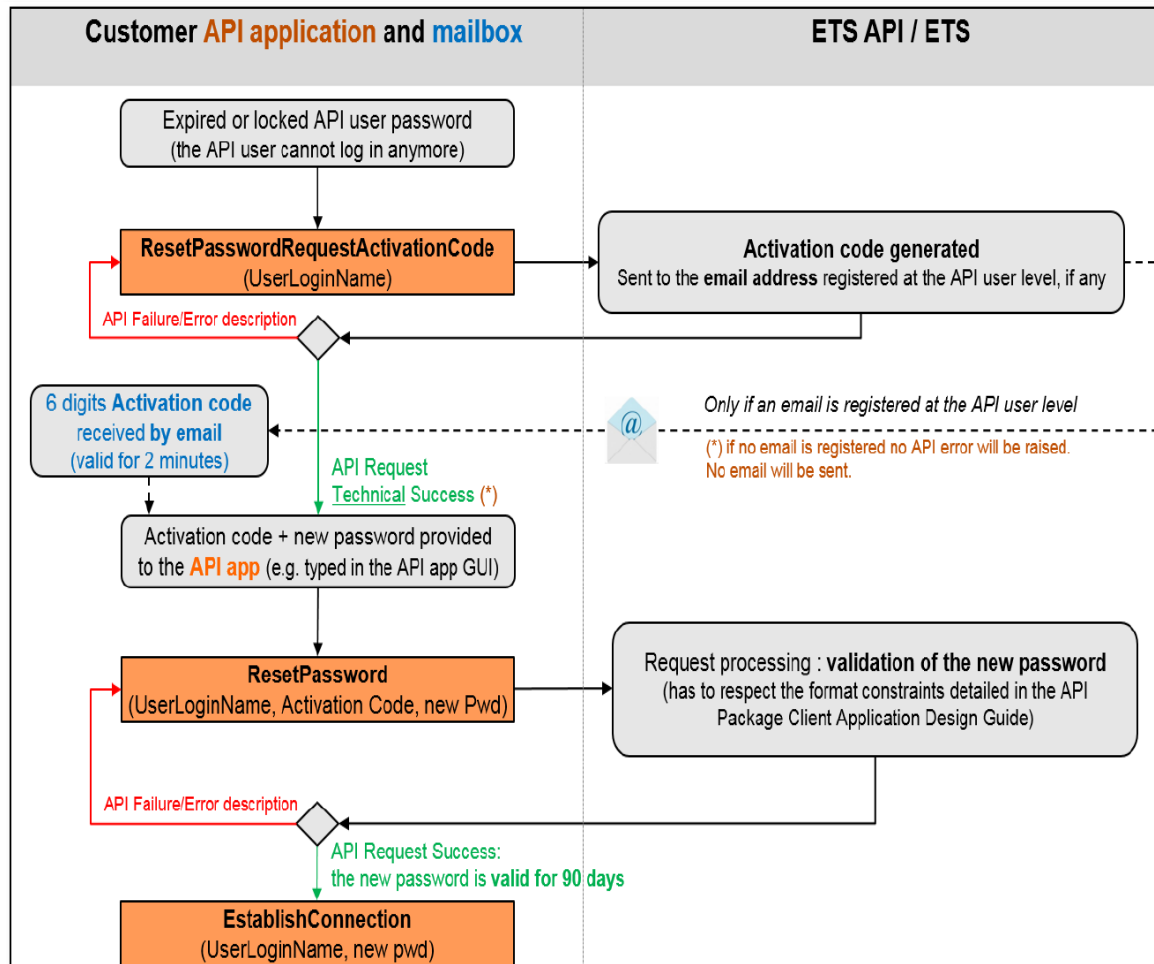 Customer API application and mailbox
ETS API / ETS
Expired or locked API user password
(the API user cannot log in anymore)
ResetPasswordRequestActivationCode
(UserLoginName)
Activation code generated
Sent to the email address registered at the API user level, if any
API Failure/Error description
6 digits Activation code
received by email
(valid for 2 minutes)
@
Only if an email is registered at the API user level
(*) if no email is registered no API error will be raised.
No email will be sent.
API Request
Technical Success (*)
Activation code + new password provided
to the API app (e.g. typed in the API app GUI)
ResetPassword
(UserLoginName, Activation Code, new Pwd)
Request processing : validation of the new password
(has to respect the format constraints detailed in the API
Package Client Application Design Guide)
API Failure/Error description
API Request Success:
the new password is valid for 90 days
EstablishConnection
(UserLoginName, new pwd)